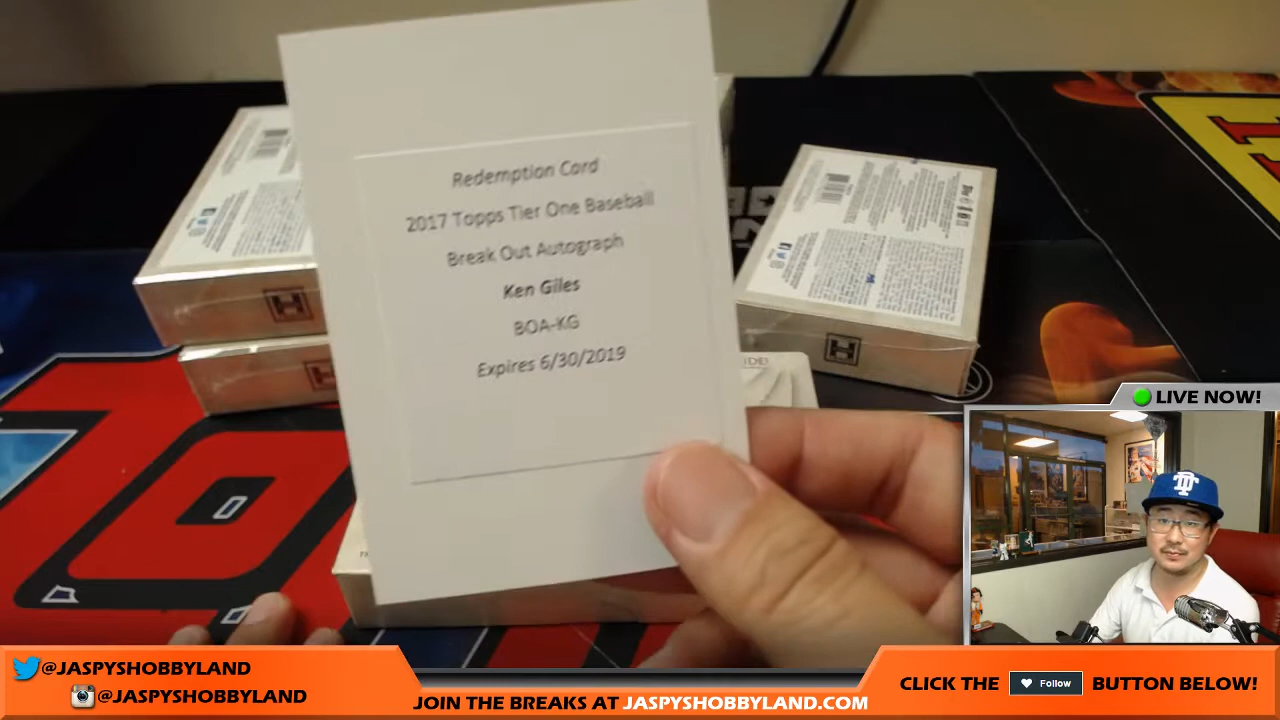 Redemption Card
2017 Topps Tier One Baseball
Break Out Autograph
Ken Giles
BOA-KG
Expires 6/30/2019
H
H
H
LIVE NOW!
@JASPYSHOBBYLAND
@JASPYSHOBBYLAND
JOIN THE BREAKS AT JASPYSHOBBYLAND.COM
CLICK THE Follow BUTTON BELOW!